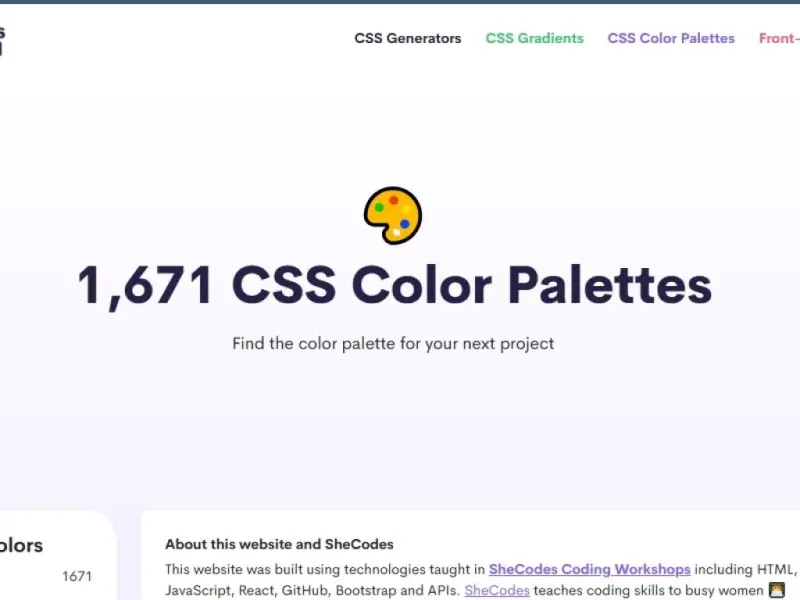 CSS Generators CSS Gradients CSS Color Palettes Front-
1,671 CSS Color Palettes
Find the color palette for your next project
olors
1671
About this website and SheCodes
This website was built using technologies taught in SheCodes Coding Workshops including HTML,
JavaScript, React, GitHub, Bootstrap and APIs. SheCodes teaches coding skills to busy women